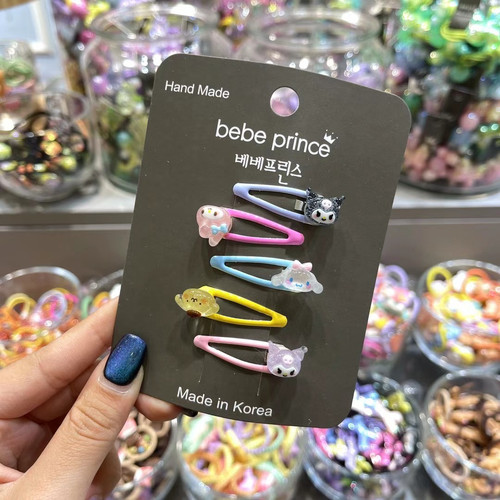 Hand Made
bebe prince
베베프린스
Made in Korea